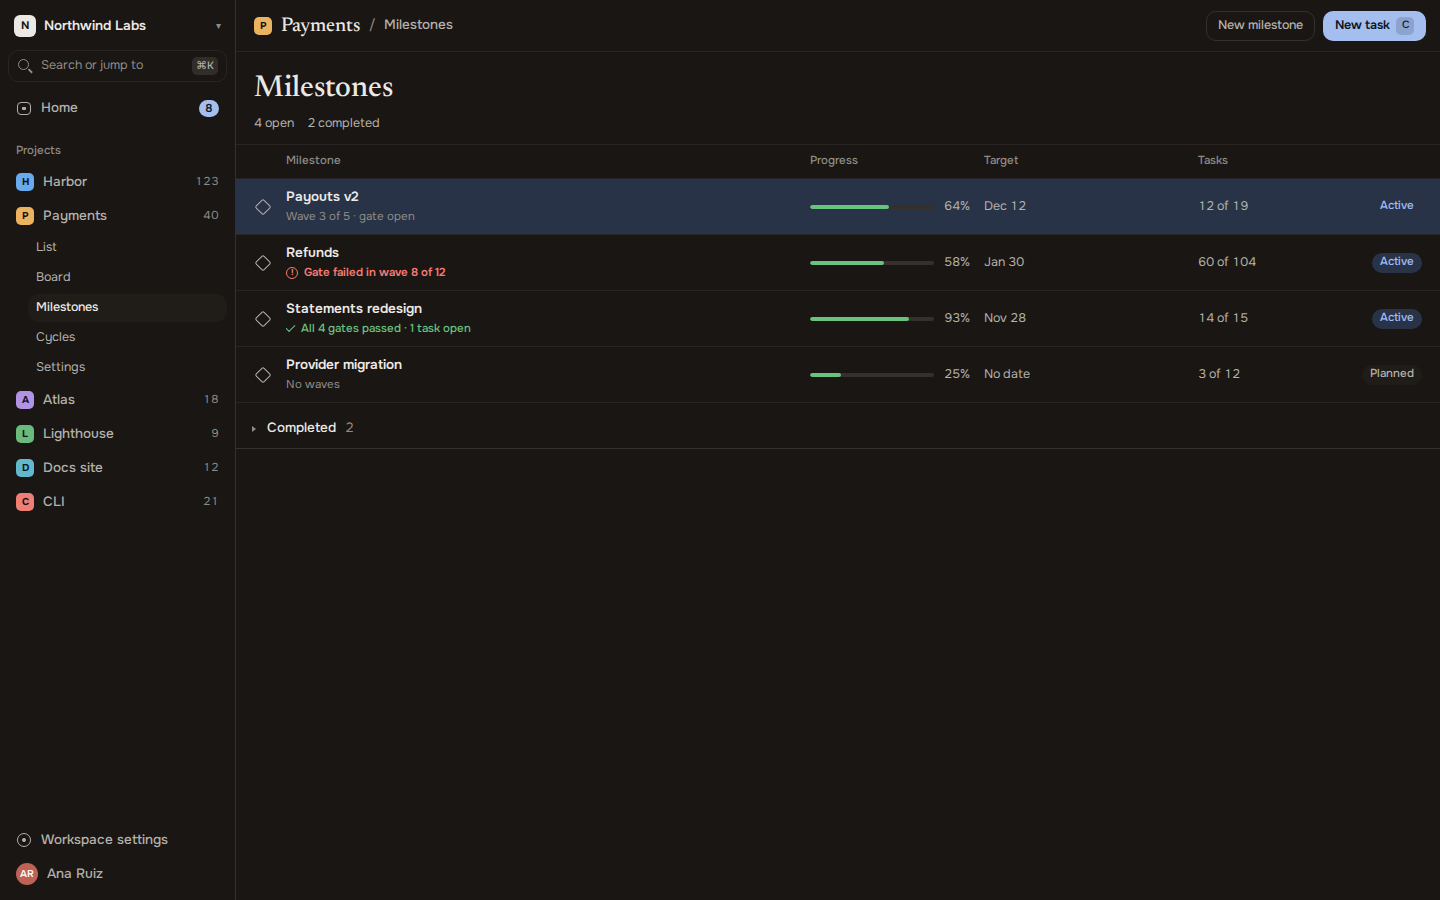 N Northwind Labs
Search or jump to ⌘K
Home 8
Projects
H Harbor 123
P Payments 40
List
Board
Milestones
Cycles
Settings
A Atlas 18
L Lighthouse 9
D Docs site 12
C CLI 21
Workspace settings
AR Ana Ruiz
P Payments / Milestones
New milestone
New task C
Milestones
4 open 2 completed
Milestone Progress Target Tasks
Payouts v2 64% Dec 12 12 of 19 Active
Wave 3 of 5 · gate open
Refunds 58% Jan 30 60 of 104 Active
Gate failed in wave 8 of 12
Statements redesign 93% Nov 28 14 of 15 Active
All 4 gates passed · 1 task open
Provider migration 25% No date 3 of 12 Planned
No waves
Completed 2